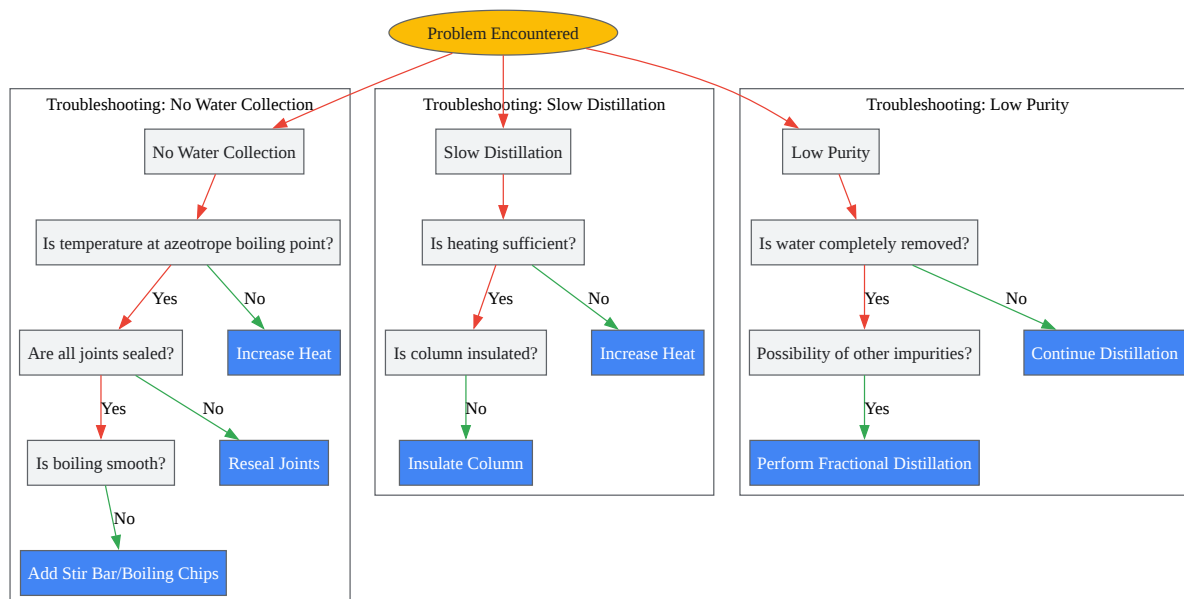 Problem Encountered
Troubleshooting: No Water Collection
Troubleshooting: Slow Distillation
Troubleshooting: Low Purity
No Water Collection
Slow Distillation
Low Purity
Is temperature at azeotrope boiling point?
Is heating sufficient?
Is water completely removed?
Yes
No
Yes
No
Yes
No
Are all joints sealed?
Increase Heat
Is column insulated?
Increase Heat
Possibility of other impurities?
Continue Distillation
Yes
No
No
Yes
Is boiling smooth?
Reseal Joints
Insulate Column
Perform Fractional Distillation
No
Add Stir Bar/Boiling Chips